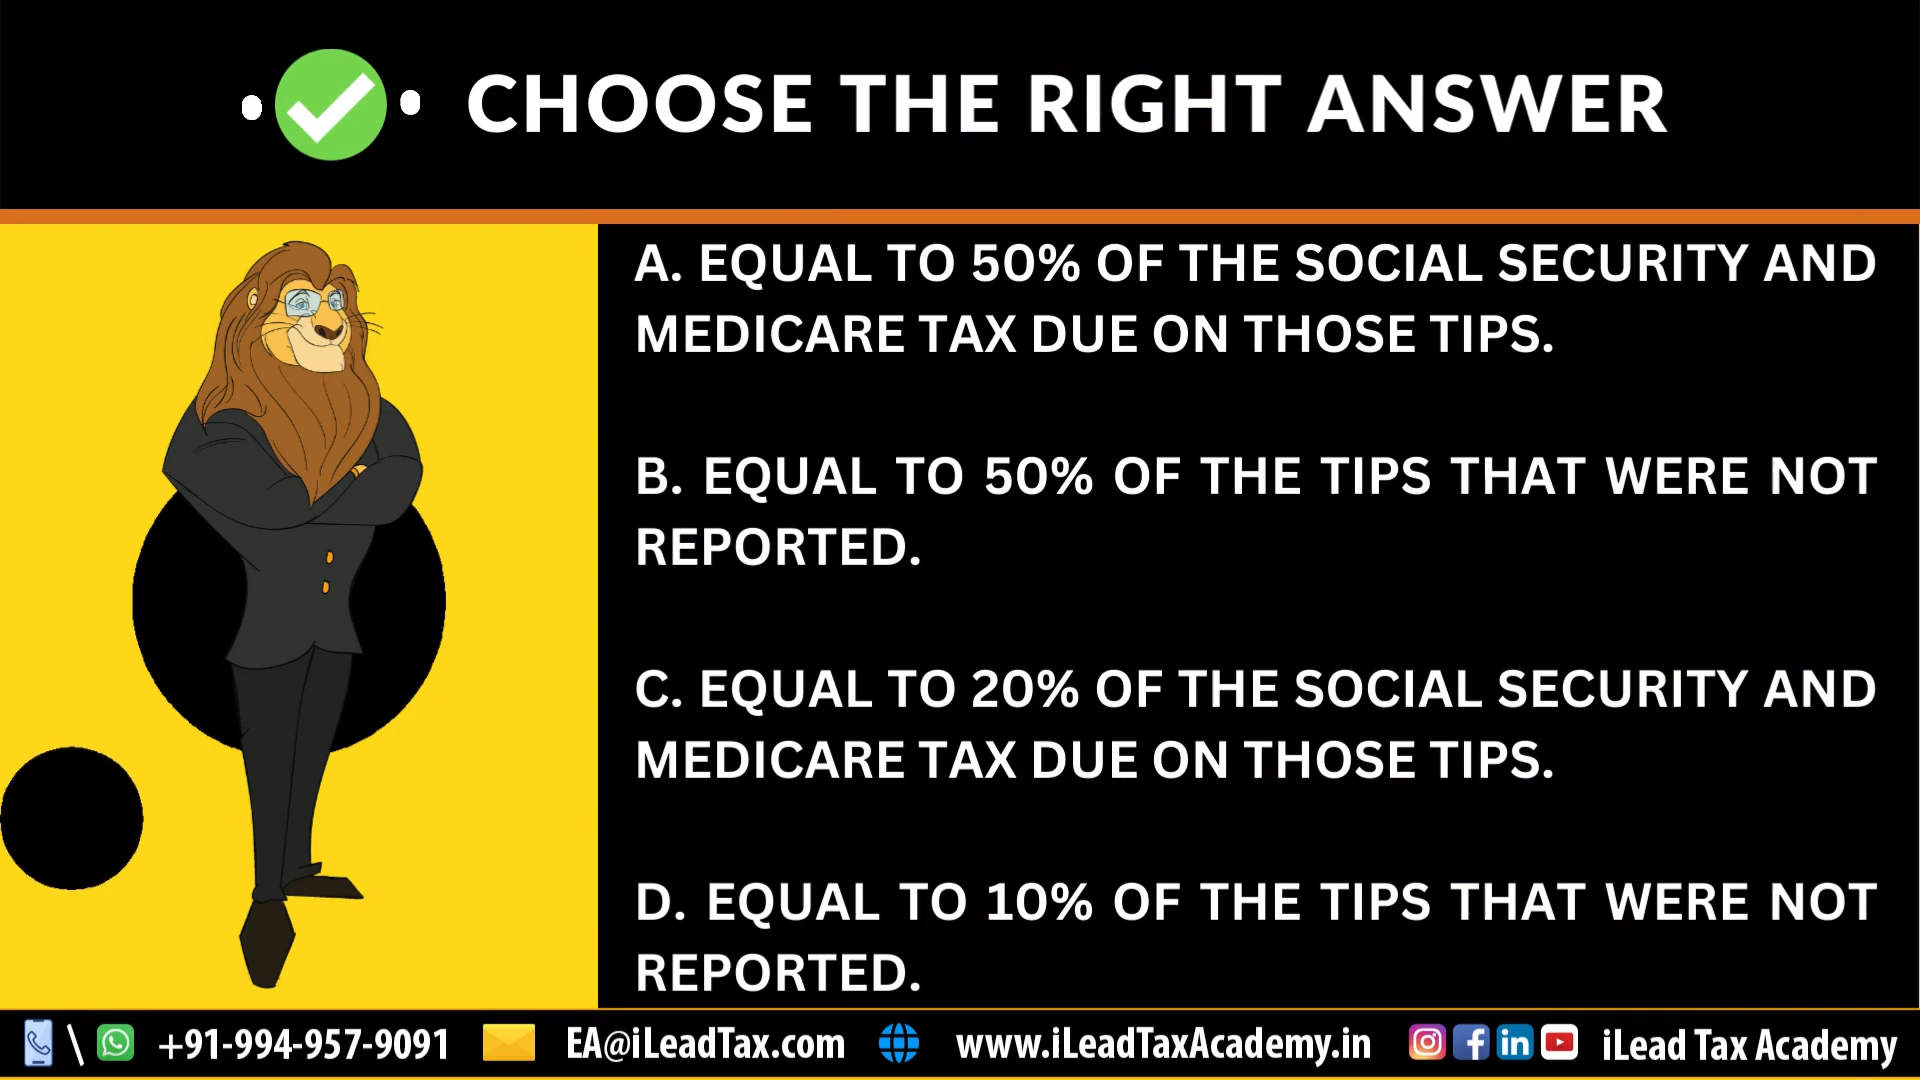 CHOOSE THE RIGHT ANSWER
A. EQUAL TO 50% OF THE SOCIAL SECURITY AND
MEDICARE TAX DUE ON THOSE TIPS.
B. EQUAL TO 50% OF THE TIPS THAT WERE NOT
REPORTED.
C. EQUAL TO 20% OF THE SOCIAL SECURITY AND
MEDICARE TAX DUE ON THOSE TIPS.
D. EQUAL TO 10% OF THE TIPS THAT WERE NOT
REPORTED.
\ +91-994-957-9091 EA@iLeadTax.com www.iLeadTaxAcademy.in iLead Tax Academy